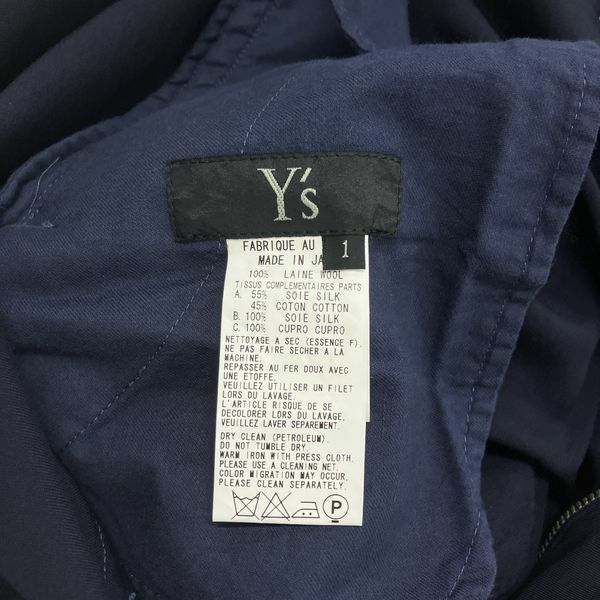 Y's
1
FABRIQUE AU
MADE IN
100% LAINE WOOL
TISSUS COMPLEMENTAIRES PARTS
A. 55% SOIE SILK
45% COTON COTTON
B. 100% SOIE SILK
C. 100% CUPRO CUPRO
NETTOYAGE A SEC (ESSENCE F).
NE PAS FAIRE SECHER A LA
MACHINE.
REPASSER AU FER DOUX AVEC
UNE ETOFFE.
VEUILLEZ UTILISER UN FILET
LORS DU LAVAGE.
L'ARTICLE RISQUE DE SE
DECOLORER LORS DU LAVAGE,
VEUILLEZ LAVER SEPAREMENT.
DRY CLEAN (PETROLEUM).
DO NOT TUMBLE DRY.
WARM IRON WITH PRESS CLOTH.
PLEASE USE A CLEANING NET.
COLOR MIGRATION MAY OCCUR,
PLEASE CLEAN SEPARATELY.
P